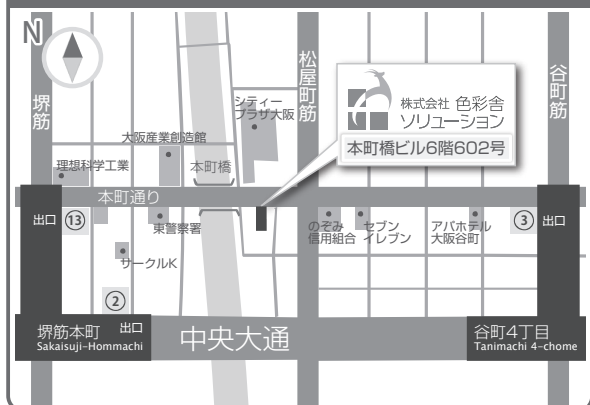 N
堺筋
松屋町筋
谷町筋
株式会社 色彩舎
ソリューション
本町橋ビル6階602号
シティー
プラザ大阪
大阪産業創造館
本町橋
理想科学工業
本町通り
出口 ⑬
東警察署
のぞみ
信用組合
セブン
イレブン
アパホテル
大阪谷町
③ 出口
サークルK
②
堺筋本町 出口
Sakaisuji-Hommachi
中央大通
谷町4丁目
Tanimachi 4-chome